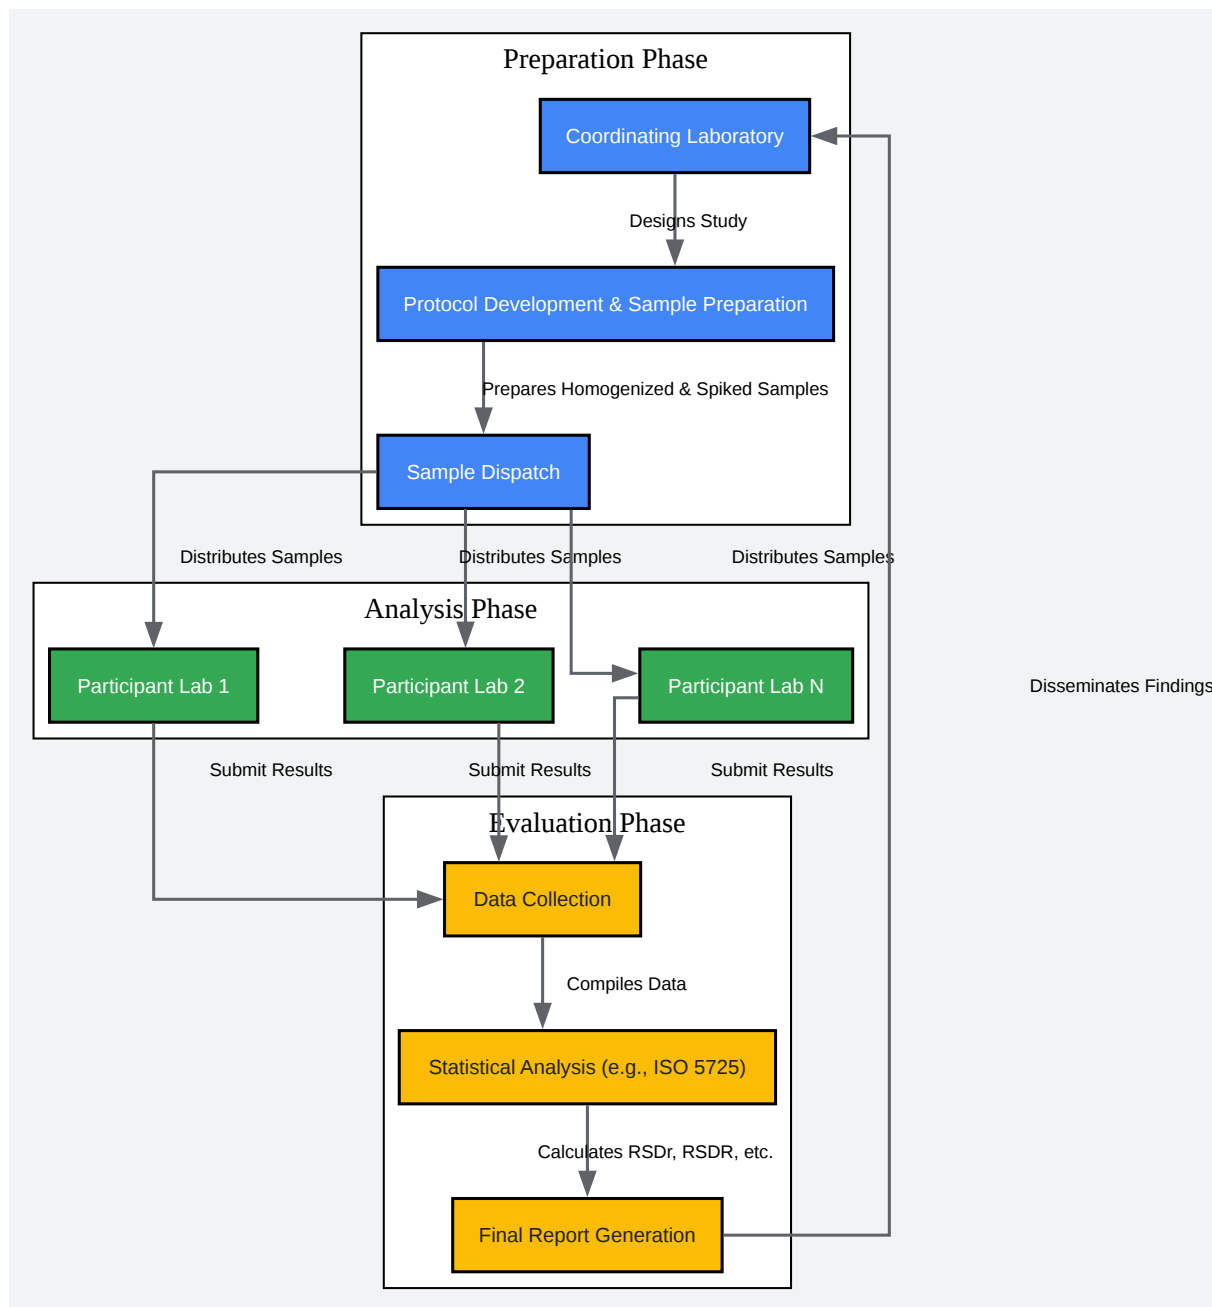 Preparation Phase
Coordinating Laboratory
Designs Study
Protocol Development & Sample Preparation
Prepares Homogenized & Spiked Samples
Sample Dispatch
Distributes Samples
Distributes Samples
Distributes Samples
Analysis Phase
Participant Lab 1
Participant Lab 2
Participant Lab N
Disseminates Findings
Submit Results
Submit Results
Submit Results
Evaluation Phase
Data Collection
Compiles Data
Statistical Analysis (e.g., ISO 5725)
Calculates RSDr, RSDR, etc.
Final Report Generation